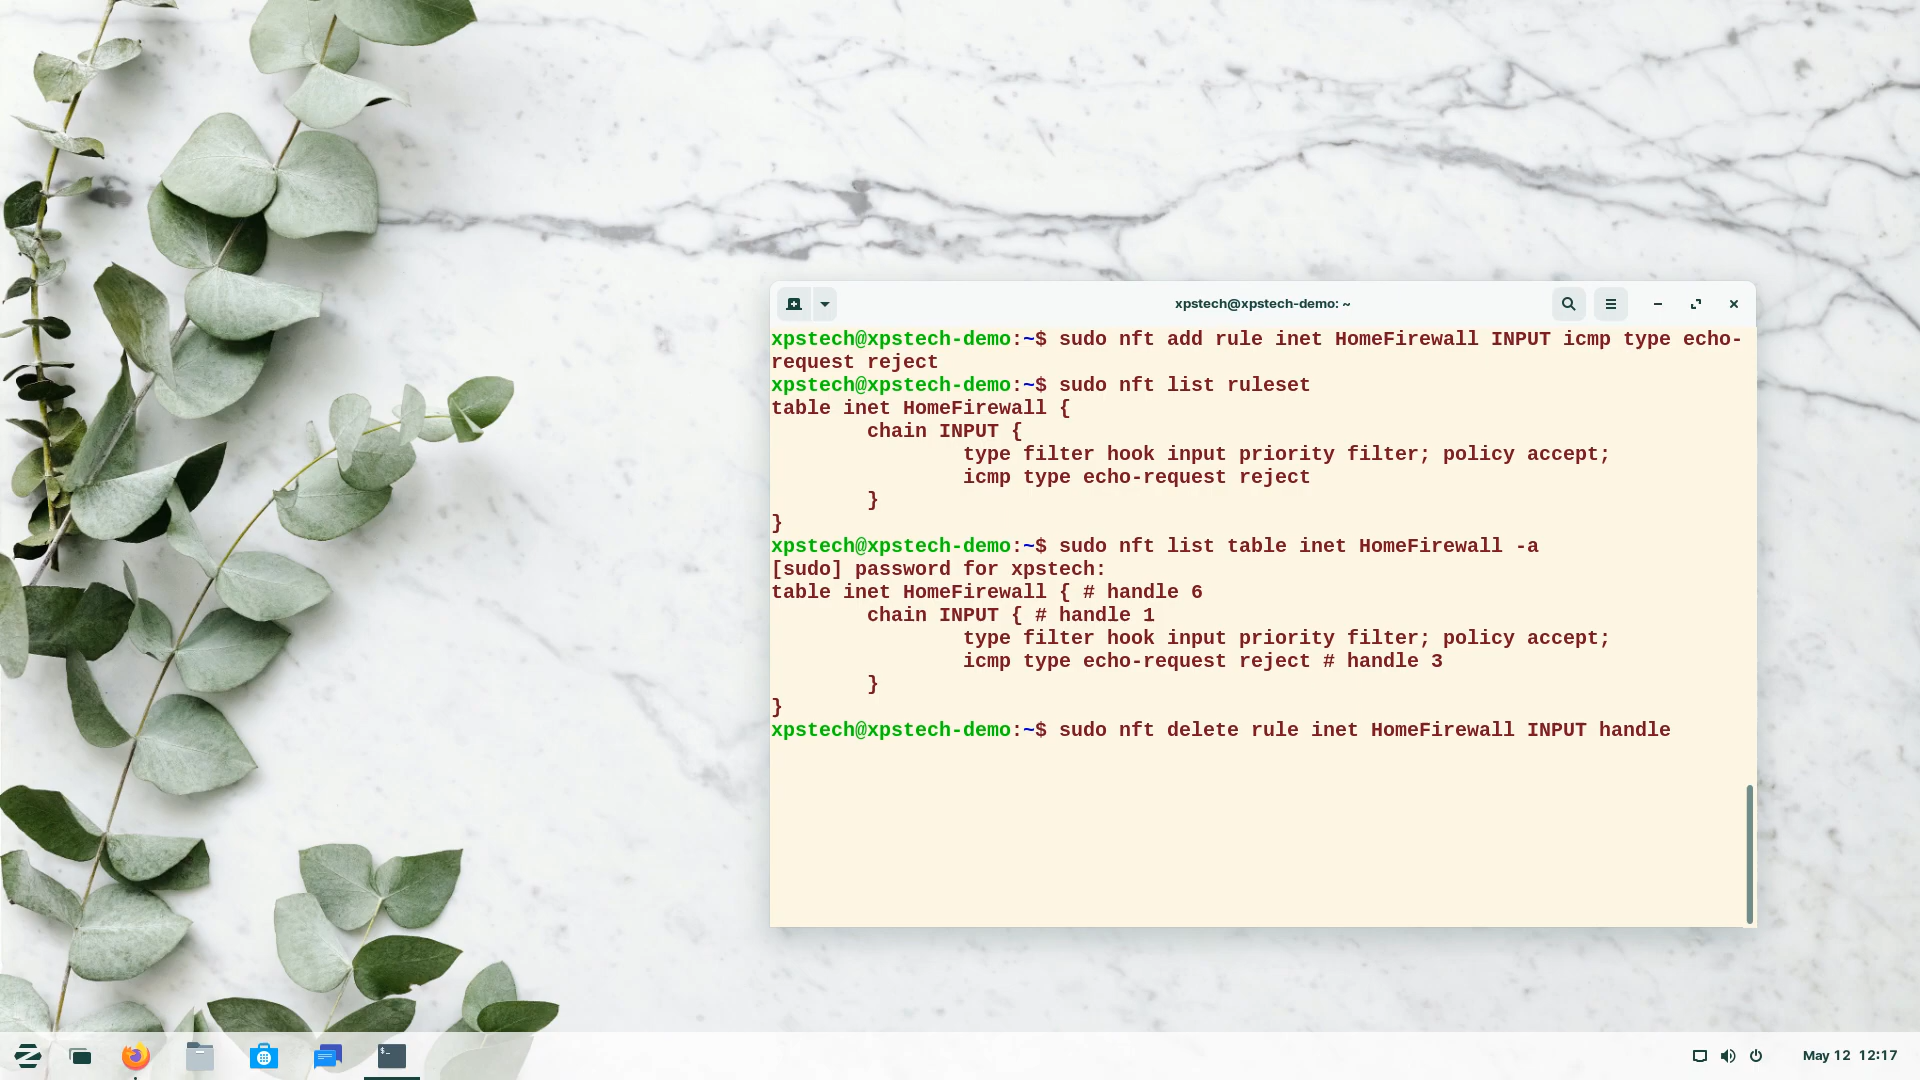 xpstech@xpstech-demo: ~
xpstech@xpstech-demo:~$ sudo nft add rule inet HomeFirewall INPUT icmp type echo-
request reject
xpstech@xpstech-demo:~$ sudo nft list ruleset
table inet HomeFirewall {
        chain INPUT {
                type filter hook input priority filter; policy accept;
                icmp type echo-request reject
        }
}
xpstech@xpstech-demo:~$ sudo nft list table inet HomeFirewall -a
[sudo] password for xpstech:
table inet HomeFirewall { # handle 6
        chain INPUT { # handle 1
                type filter hook input priority filter; policy accept;
                icmp type echo-request reject # handle 3
        }
}
xpstech@xpstech-demo:~$ sudo nft delete rule inet HomeFirewall INPUT handle
$_
May 12 12:17